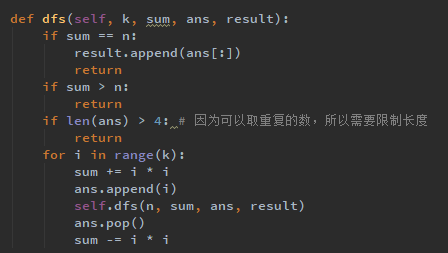 def dfs(self, k, sum, ans, result):
    if sum == n:
        result.append(ans[:])
        return
    if sum > n:
        return
    if len(ans) > 4: # 因为可以取重复的数，所以需要限制长度
        return
    for i in range(k):
        sum += i * i
        ans.append(i)
        self.dfs(n, sum, ans, result)
        ans.pop()
        sum -= i * i